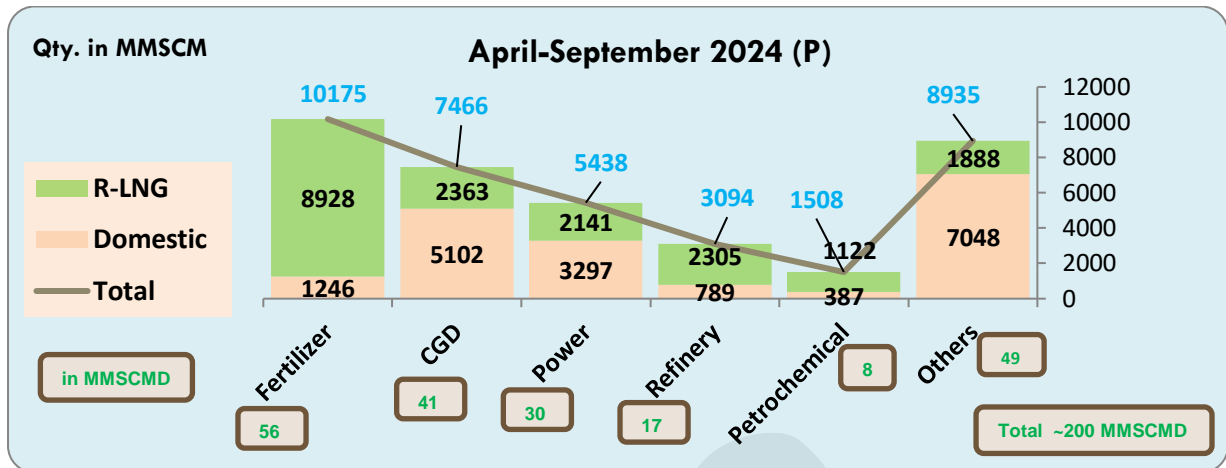 Qty. in MMSCM
April-September 2024 (P)
10175
7466
5438
3094
1508
8935
12000
10000
8000
6000
4000
2000
0
R-LNG
Domestic
Total
8928
2363
2141
2305
1122
1888
1246
5102
3297
789
387
7048
Fertilizer
CGD
Power
Refinery
Petrochemical
Others
in MMSCMD
56
41
30
17
8
49
Total ~200 MMSCMD